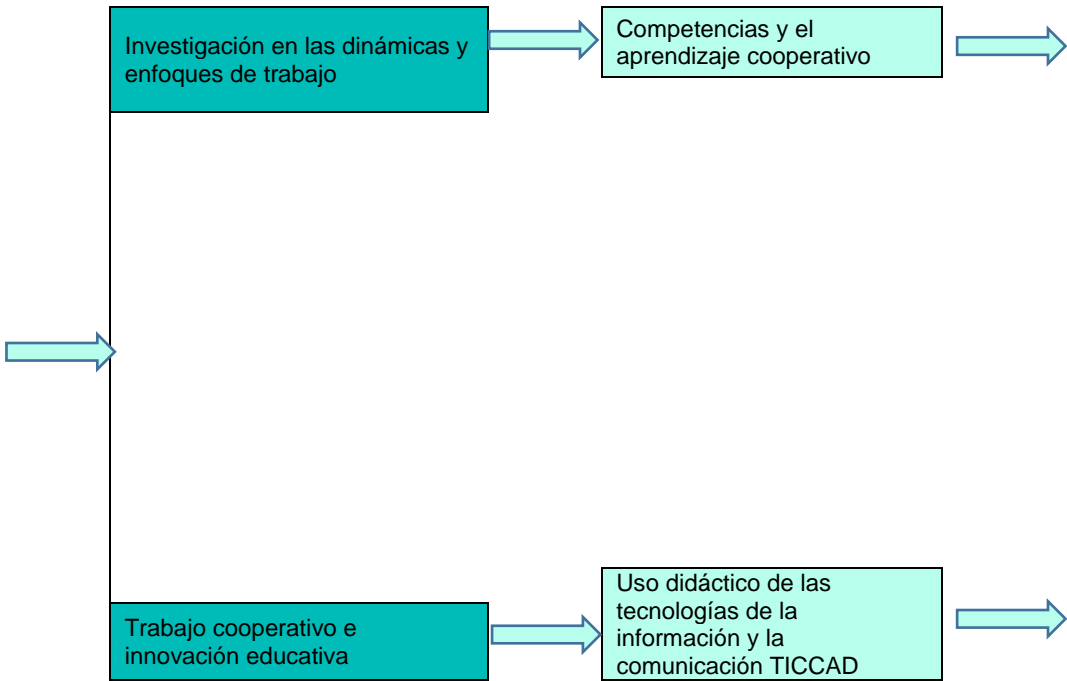 Investigación en las dinámicas y
enfoques de trabajo
Competencias y el
aprendizaje cooperativo
Trabajo cooperativo e
innovación educativa
Uso didáctico de las
tecnologías de la
información y la
comunicación TICCAD